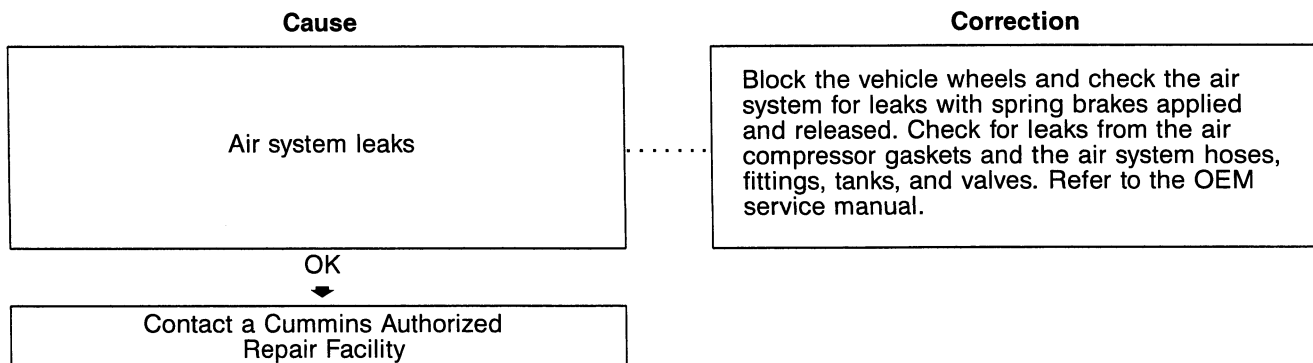 Cause
Correction
Air system leaks
Block the vehicle wheels and check the air
system for leaks with spring brakes applied
and released. Check for leaks from the air
compressor gaskets and the air system hoses,
fittings, tanks, and valves. Refer to the OEM
service manual.
OK
Contact a Cummins Authorized
Repair Facility